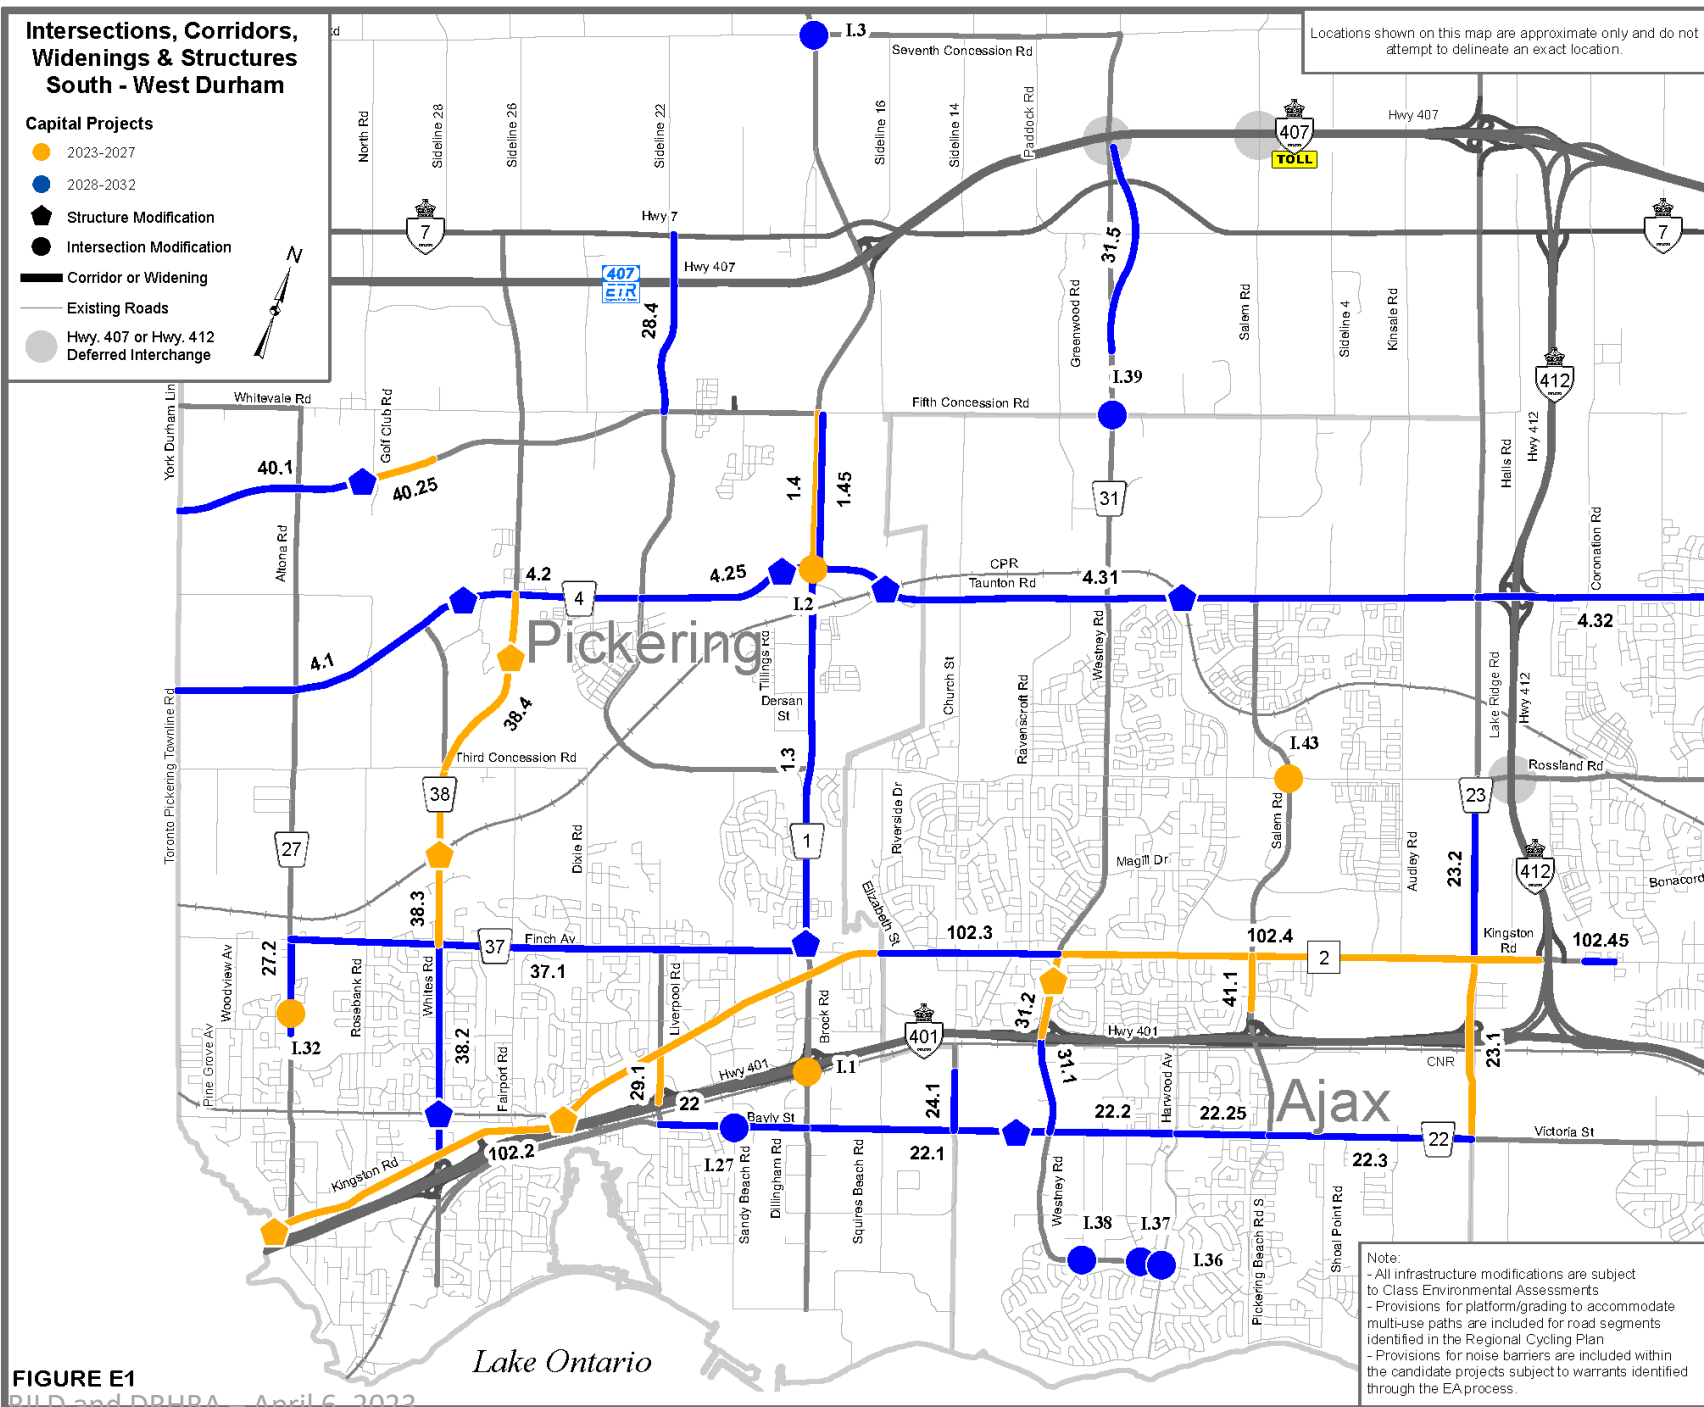 Intersections, Corridors,
Widenings & Structures
South - West Durham
Capital Projects
2023-2027
2028-2032
Structure Modification
Intersection Modification
Corridor or Widening
Existing Roads
Hwy. 407 or Hwy. 412
Deferred Interchange
N
Locations shown on this map are approximate only and do not
attempt to delineate an exact location.
I.3
Seventh Concession Rd
North Rd
Sideline 28
Sideline 26
Sideline 22
Sideline 16
Sideline 14
Paddock Rd
407
TOLL
Hwy 407
7
Hwy 7
Hwy 407
407
ETR
28.4
31.5
Greenwood Rd
Salem Rd
Sideline 4
Kinsale Rd
7
412
I.39
Whitevale Rd
Golf Club Rd
York Durham Lin
Fifth Concession Rd
40.1
40.25
1.4
1.45
31
Halls Rd
Hwy 412
Coronation Rd
Altona Rd
4.2
4
4.25
I.2
CPR
Taunton Rd
4.31
4.32
4.1
Pickering
Tillings Rd
Dersan
St
Church St
Ravenscroft Rd
Westney Rd
Lake Ridge Rd
Hwy 412
38.4
Third Concession Rd
1.3
I.43
Rossland Rd
Toronto Pickering Townline Rd
38
23
27
1
Dixie Rd
Riverside Dr
Magill Dr
Salem Rd
Audley Rd
23.2
412
Bonacord
38.3
Elizabeth St
37
Finch Av
37.1
102.3
102.4
2
Kingston
Rd
102.45
27.2
Woodview Av
Rosebank Rd
Whites Rd
Liverpool Rd
Brock Rd
31.2
41.1
I.32
Pine Grove Av
38.2
Fairport Rd
29.1
Hwy 401
401
I.1
Hwy 401
31.1
CNR
23.1
22
Bayly St
24.1
22.2
Harwood Av
22.25
Ajax
22
Victoria St
102.2
Kingston Rd
I.27
Sandy Beach Rd
Dillingham Rd
Squires Beach Rd
22.1
22.3
Westney Rd
I.38
I.37
I.36
Pickering Beach Rd S
Shoal Point Rd
Note:
- All infrastructure modifications are subject
to Class Environmental Assessments
- Provisions for platform/grading to accommodate
multi-use paths are included for road segments
identified in the Regional Cycling Plan
- Provisions for noise barriers are included within
the candidate projects subject to warrants identified
through the EA process.
Lake Ontario
FIGURE E1
BILD and DRHBA - April 6, 2023